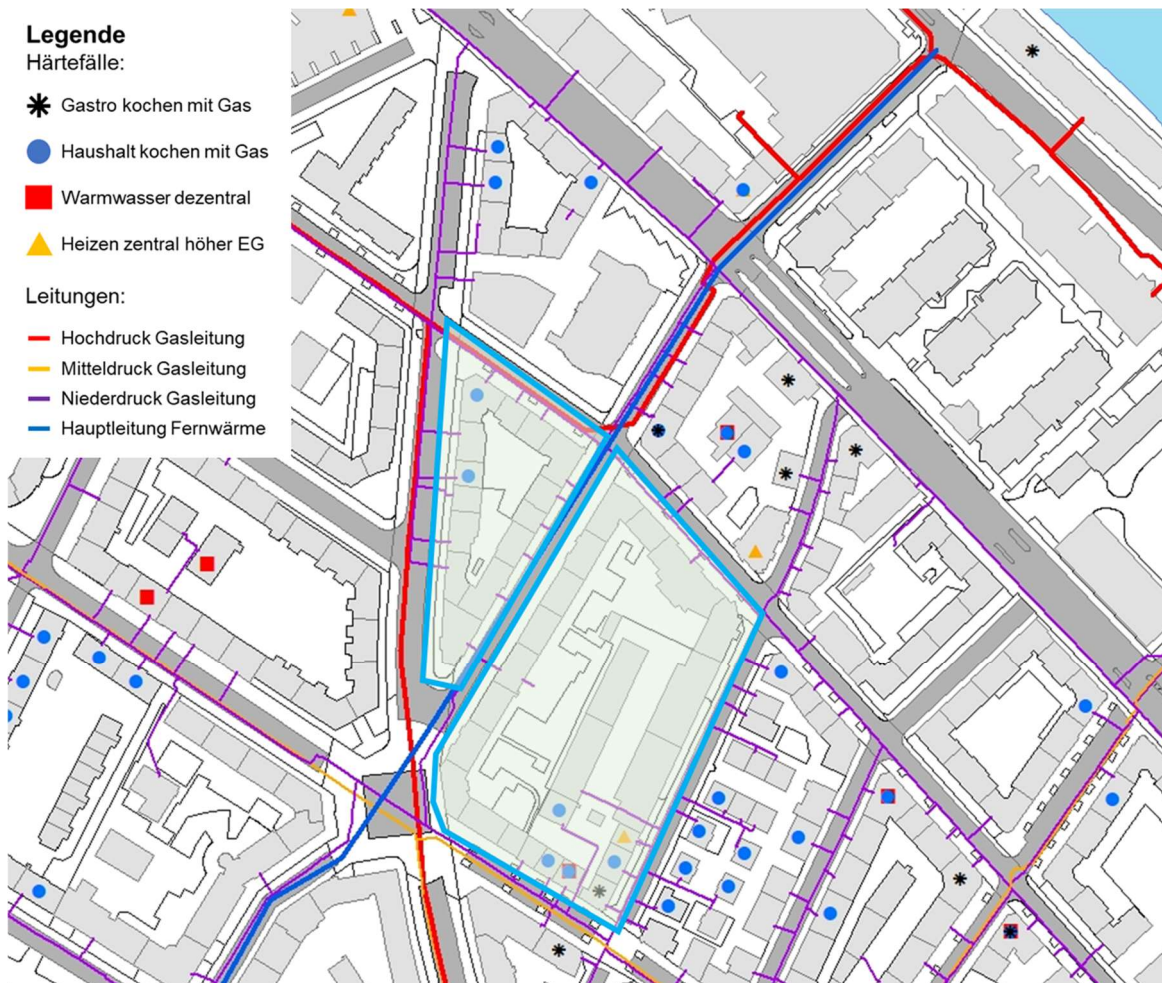 Legende
Härtefälle:
Gastro kochen mit Gas
Haushalt kochen mit Gas
Warmwasser dezentral
Heizen zentral höher EG
Leitungen:
Hochdruck Gasleitung
Mitteldruck Gasleitung
Niederdruck Gasleitung
Hauptleitung Fernwärme